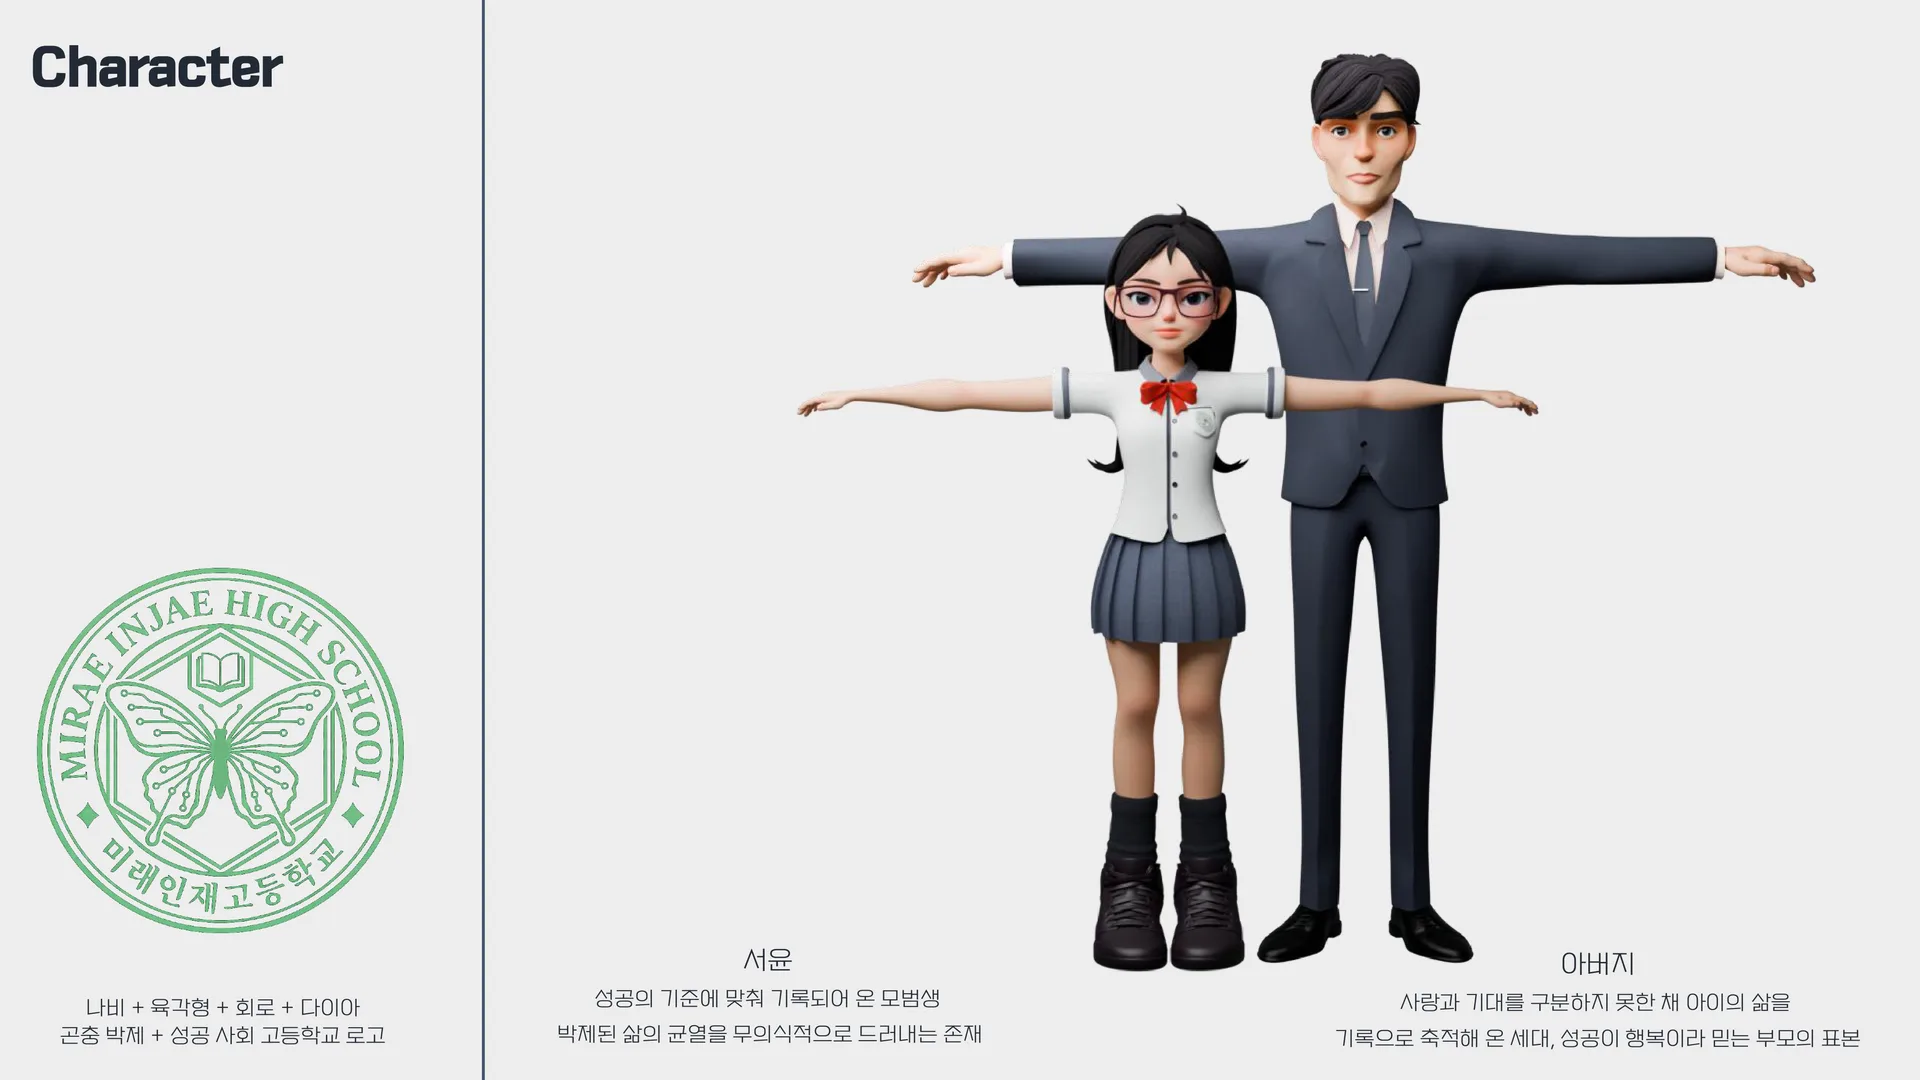 Character
MIRAE INJAE HIGH SCHOOL
미래인재고등학교
나비 + 육각형 + 회로 + 다이아
곤충 박제 + 성공 사회 고등학교 로고
서윤
성공의 기준에 맞춰 기록되어 온 모범생
박제된 삶의 균열을 무의식적으로 드러내는 존재
아버지
사랑과 기대를 구분하지 못한 채 아이의 삶을
기록으로 축적해 온 세대, 성공이 행복이라 믿는 부모의 표본